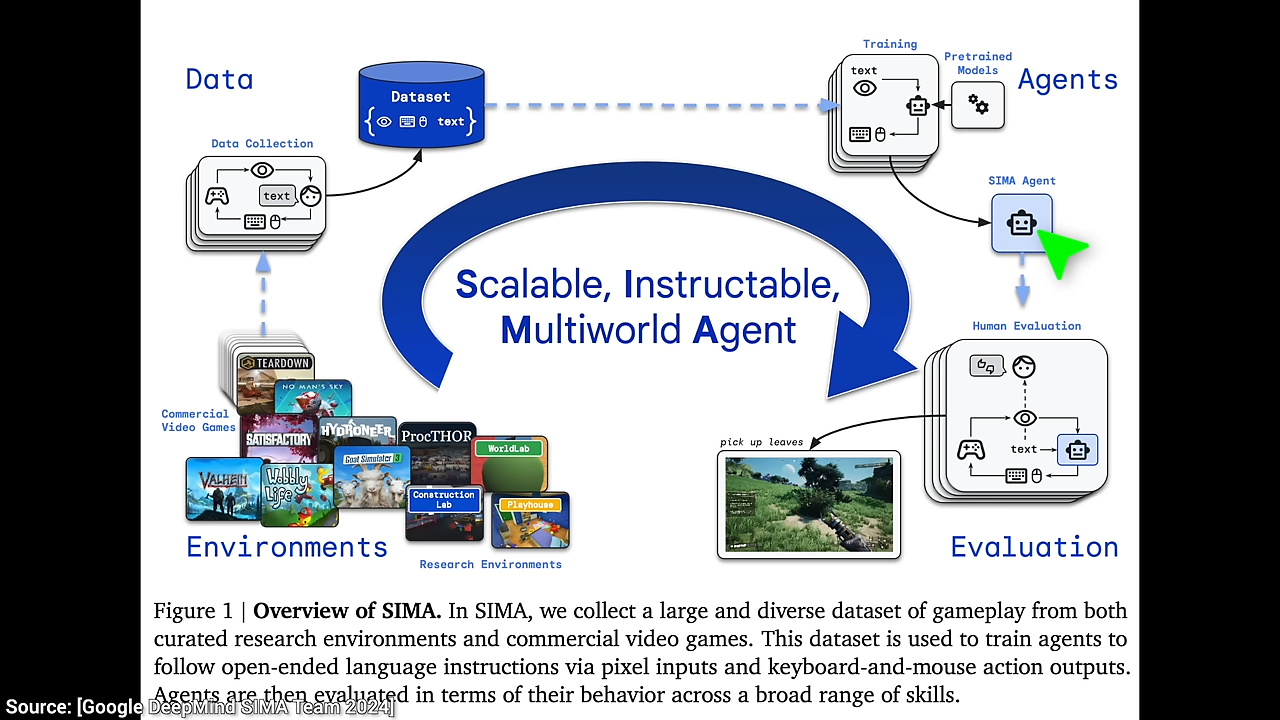 Data
Dataset
text
Data Collection
text
Training
text
Pretrained
Models
Agents
SIMA Agent
Scalable, Instructable,
Multiworld Agent
Human Evaluation
text
pick up leaves
Evaluation
Commercial
Video Games
TEARDOWN
NO MAN'S SKY
SATISFACTORY
HYDRONEER
ProcTHOR
WorldLab
VALHEIM
Wobbly
Life
Goat Simulator 3
Construction
Lab
Playhouse
Environments
Research Environments
Figure 1 | Overview of SIMA. In SIMA, we collect a large and diverse dataset of gameplay from both
curated research environments and commercial video games. This dataset is used to train agents to
follow open-ended language instructions via pixel inputs and keyboard-and-mouse action outputs.
Agents are then evaluated in terms of their behavior across a broad range of skills.
Source: [Google DeepMind SIMA Team 2024]